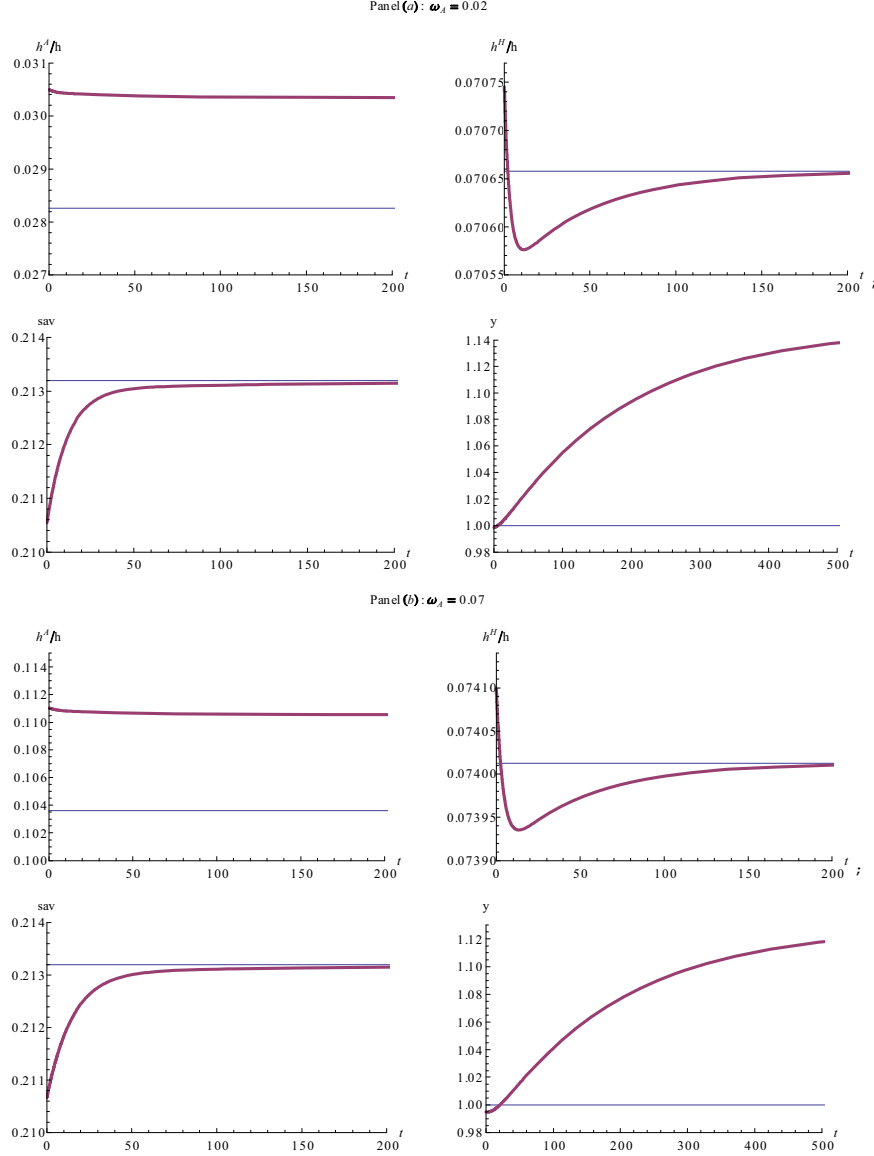 Panel (a): ω_A = 0.02
h^A/h
0.031
0.030
0.029
0.028
0.027
0 50 100 150 200 t
h^H/h
0.07075
0.07070
0.07065
0.07060
0.07055
0 50 100 150 200 t ;
sav
0.214
0.213
0.212
0.211
0.210
0 50 100 150 200 t
y
1.14
1.12
1.10
1.08
1.06
1.04
1.02
1.00
0.98
0 100 200 300 400 500 t
Panel (b): ω_A = 0.07
h^A/h
0.114
0.112
0.110
0.108
0.106
0.104
0.102
0.100
0 50 100 150 200 t
h^H/h
0.07410
0.07405
0.07400
0.07395
0.07390
0 50 100 150 200 t ;
sav
0.214
0.213
0.212
0.211
0.210
0 50 100 150 200 t
y
1.12
1.10
1.08
1.06
1.04
1.02
1.00
0.98
0 100 200 300 400 500 t